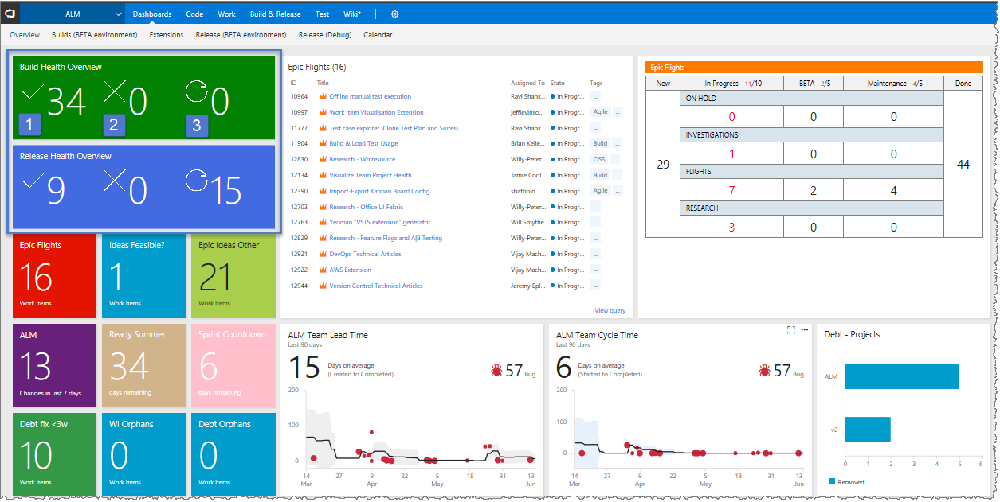 ALM Dashboards Code Work Build & Release Test Wiki*
Overview Builds (BETA environment) Extensions Release (BETA environment) Release (Debug) Calendar
Build Health Overview
34 0 0
1 2 3
Release Health Overview
9 0 15
Epic Flights
16
Work items
Ideas Feasible?
1
Work items
Epic Ideas Other
21
Work items
ALM
13
Changes in last 7 days
Ready Summer
34
days remaining
Sprint Countdown
6
days remaining
Debt fix <3w
10
Work items
WI Orphans
0
Work items
Debt Orphans
0
Work items
Epic Flights (16)
ID Title Assigned To State Tags
10964 Offline manual test execution Ravi Shank... In Progr... ...
10997 Work Item Visualisation Extension jefflevinso... In Progr... Agile ...
11777 Test case explorer (Clone Test Plan and Suites) Ravi Shank... In Progr... ...
11904 Build & Load Test Usage Brian Kelle... In Progr... Build ...
12830 Research - Whitesource Willy-Peter... In Progr... OSS ...
12134 Visualize Team Project Health Jamie Cool In Progr... Build ...
12390 Import-Export Kanban Board Config sbatbold In Progr... Agile ...
12703 Research - Office UI Fabric Willy-Peter... In Progr... ...
12763 Yeoman "VSTS extension" generator Will Smythe In Progr... ...
12829 Research - Feature Flags and A|B Testing Willy-Peter... In Progr... ...
12921 DevOps Technical Articles Vijay Mach... In Progr... ...
12922 AWS Extension Vijay Mach... In Progr... ...
12944 Version Control Technical Articles Jeremy Epl... In Progr... ...
View query
Epic Flights
New In Progress 11/10 BETA 2/5 Maintenance 4/5 Done
ON HOLD
0 0 0
INVESTIGATIONS
1 0 0
29 44
FLIGHTS
7 2 4
RESEARCH
3 0 0
ALM Team Lead Time
Last 90 days
15 Days on average
(Created to Completed)
57 Bug
200
100
0
14 27 9 22 5 18 31 13
Mar Apr May Jun
ALM Team Cycle Time
Last 90 days
6 Days on average
(Started to Completed)
57 Bug
200
100
0
14 27 9 22 5 18 31 13
Mar Apr May Jun
Debt - Projects
ALM
v2
0 1 2 3 4 5 6
Removed